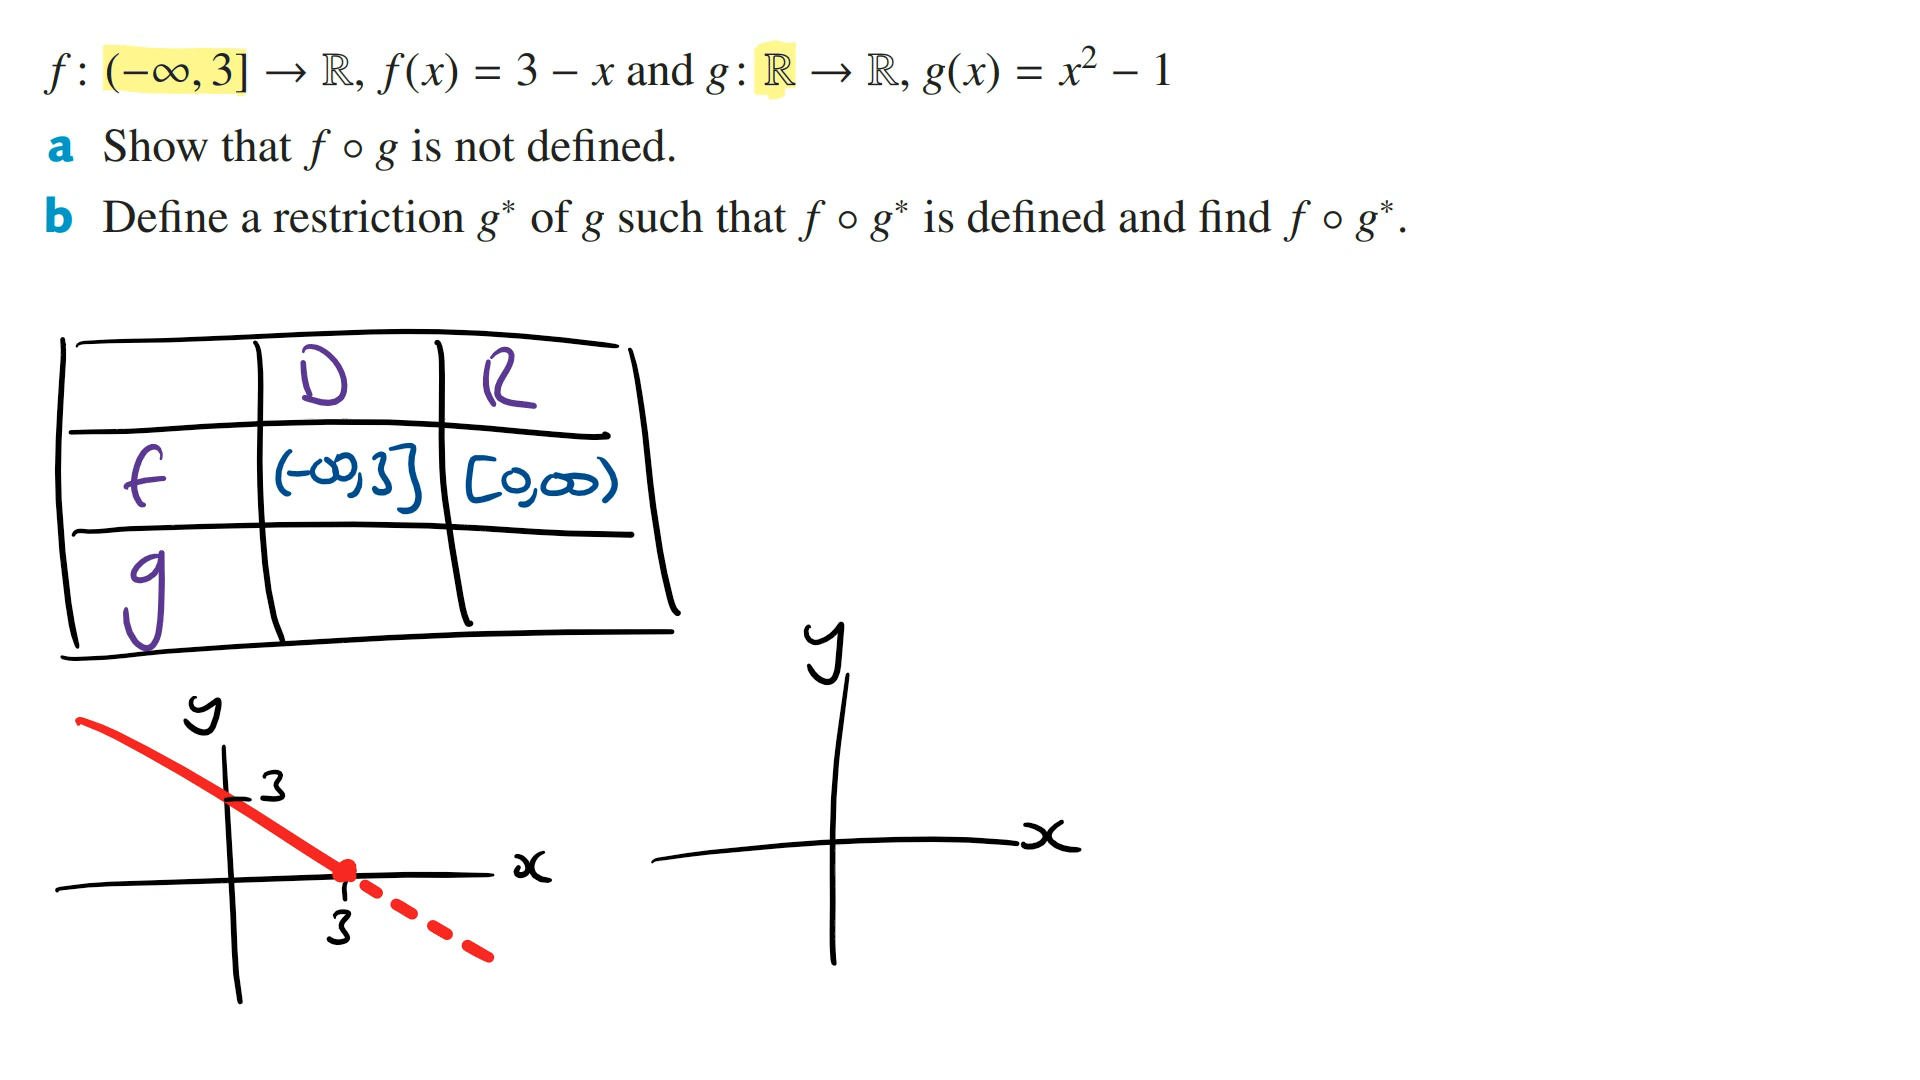 f : (−∞, 3] → ℝ, f(x) = 3 − x and g : ℝ → ℝ, g(x) = x² − 1
a Show that f ∘ g is not defined.
b Define a restriction g* of g such that f ∘ g* is defined and find f ∘ g*.
D R
f (-∞,3] [0,∞)
g
y
3
x
3
y
x